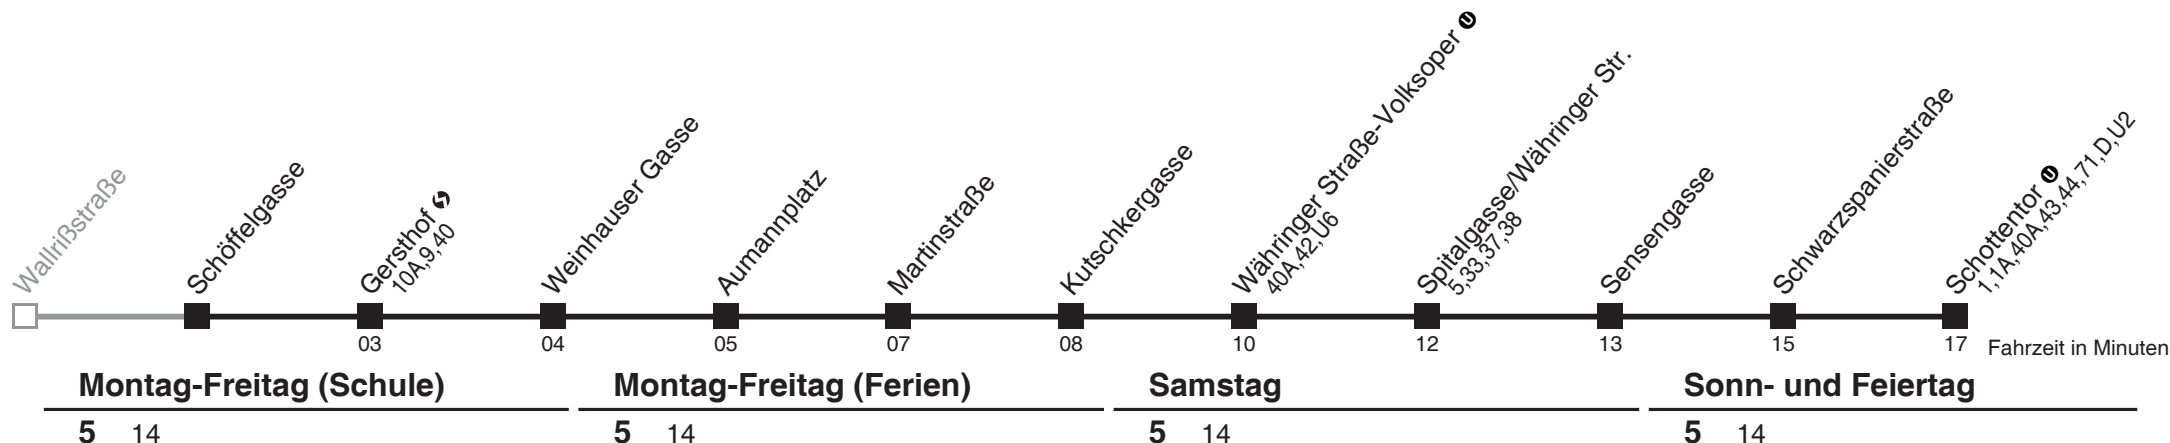 Wallrißstraße
Schöffelgasse
Gersthof
10A,9,40
Weinhauser Gasse
Aumannplatz
Martinstraße
Kutschkergasse
Währinger Straße-Volksoper U
40A,42,U6
Spitalgasse/Währinger Str.
5,33,37,38
Sensengasse
Schwarzspanierstraße
Schottentor U
1,1A,40A,43,44,71,D,U2
03 04 05 07 08 10 12 13 15 17 Fahrzeit in Minuten
Montag-Freitag (Schule) Montag-Freitag (Ferien) Samstag Sonn- und Feiertag
5 14 5 14 5 14 5 14